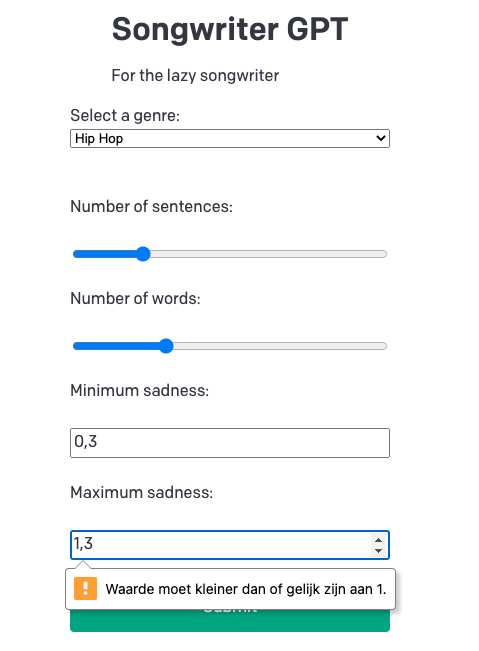 Songwriter GPT
For the lazy songwriter
Select a genre:
Hip Hop
Number of sentences:
Number of words:
Minimum sadness:
0,3
Maximum sadness:
1,3
Waarde moet kleiner dan of gelijk zijn aan 1.
Submit